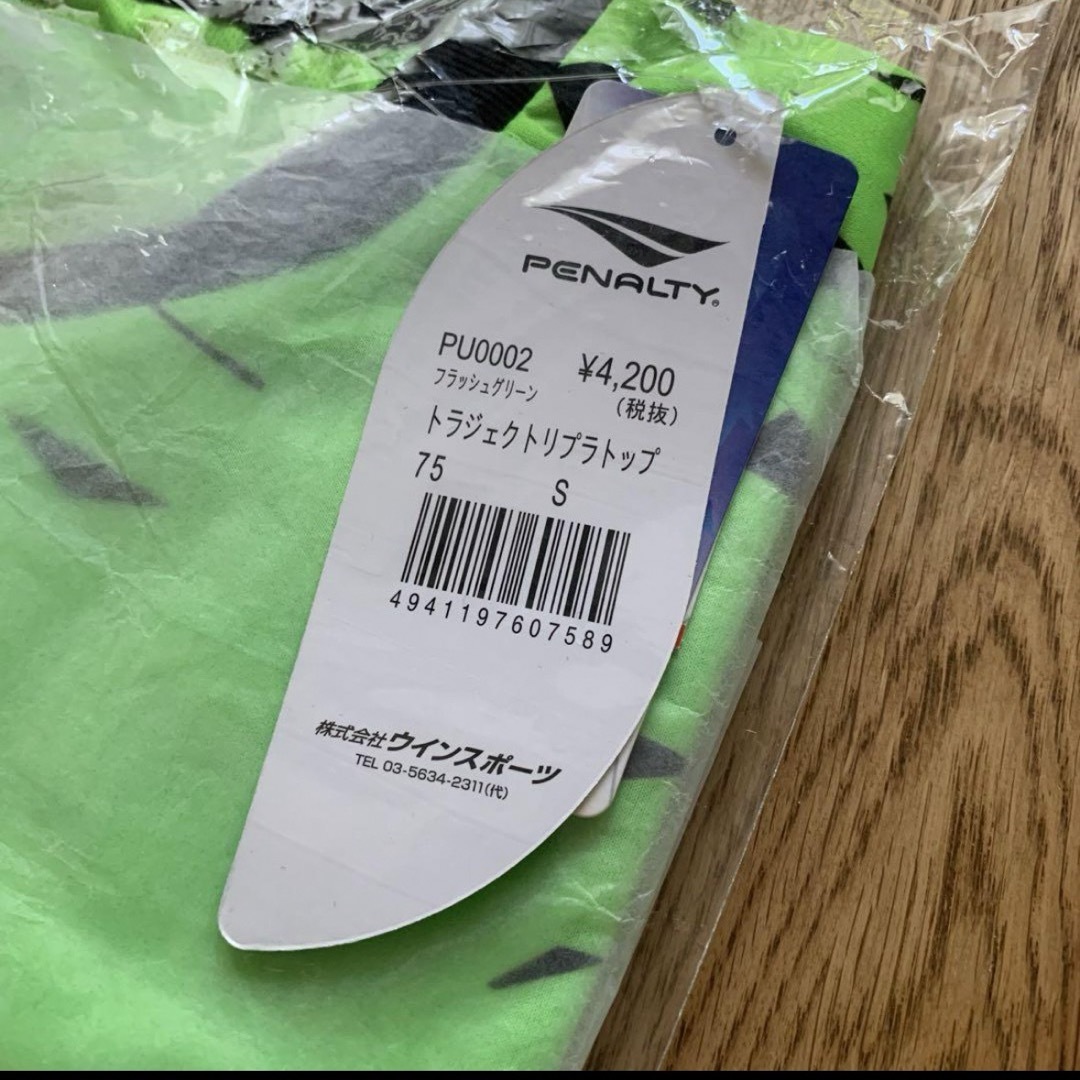 PENALTY®
PU0002 ¥4,200
フラッシュグリーン (税抜)
トラジェクトリプラトップ
75 S
4941197607589
株式会社ウインスポーツ
TEL 03-5634-2311(代)